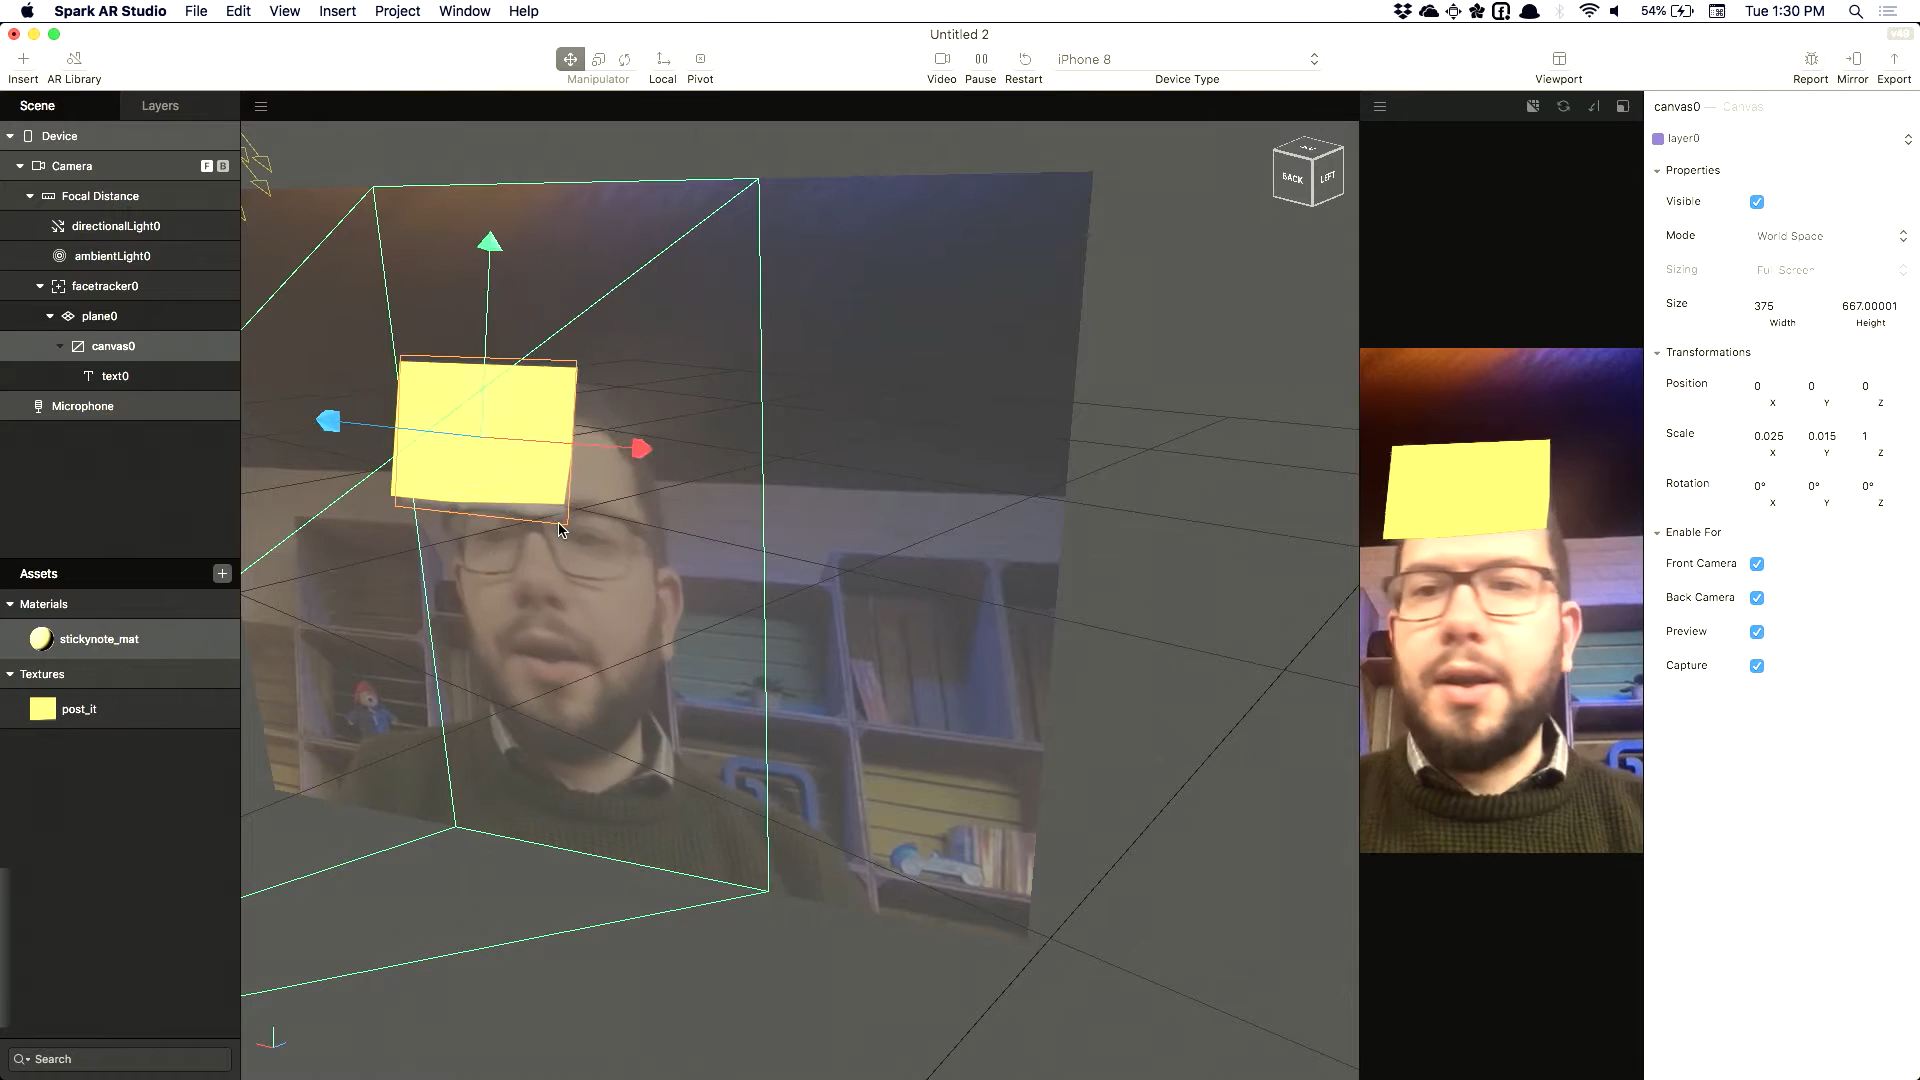 Spark AR Studio File Edit View Insert Project Window Help 54% Tue 1:30 PM
Untitled 2 v49
Insert AR Library Manipulator Local Pivot Video Pause Restart iPhone 8 Device Type Viewport Report Mirror Export
Scene Layers
Device
Camera F B
Focal Distance
directionalLight0
ambientLight0
facetracker0
plane0
canvas0
text0
Microphone
Assets
Materials
stickynote_mat
Textures
post_it
Search
BACK LEFT
canvas0 — Canvas
layer0
Properties
Visible
Mode World Space
Sizing Full Screen
Size 375 667.00001
Width Height
Transformations
Position 0 0 0
X Y Z
Scale 0.025 0.015 1
X Y Z
Rotation 0° 0° 0°
X Y Z
Enable For
Front Camera
Back Camera
Preview
Capture